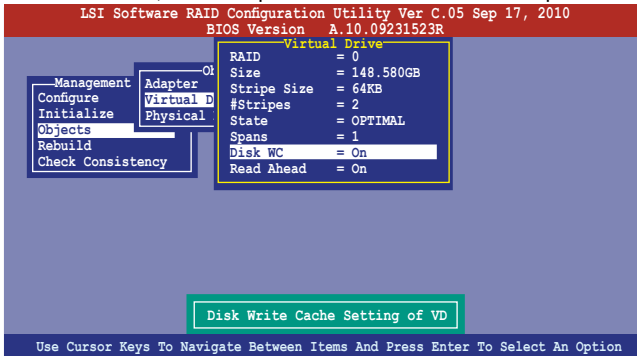 LSI Software RAID Configuration Utility Ver C.05 Sep 17, 2010
BIOS Version A.10.09231523R
Virtual Drive
RAID = 0
Size = 148.580GB
Stripe Size = 64KB
#Stripes = 2
State = OPTIMAL
Spans = 1
Disk WC = On
Read Ahead = On
Ob
Adapter
Virtual D
Physical
Management
Configure
Initialize
Objects
Rebuild
Check Consistency
Disk Write Cache Setting of VD
Use Cursor Keys To Navigate Between Items And Press Enter To Select An Option